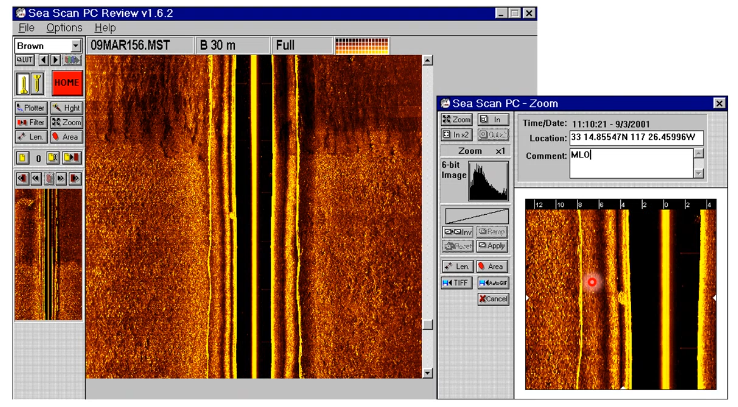 Sea Scan PC Review v1.6.2
File Options Help
Brown
09MAR156.MST
B 30 m
Full
LUT
HOME
Plotter
Hght
Filter
Zoom
Len.
Area
0
Sea Scan PC - Zoom
Zoom
In
In x2
Out x2
Zoom x1
6-bit
Image
Inv
Ramp
Reset
Apply
Len.
Area
TIFF
Cancel
Time/Date: 11:10:21 - 9/3/2001
Location: 33 14.85547N 117 26.45996W
Comment: MLO
12 10 8 6 4 2 0 2 4